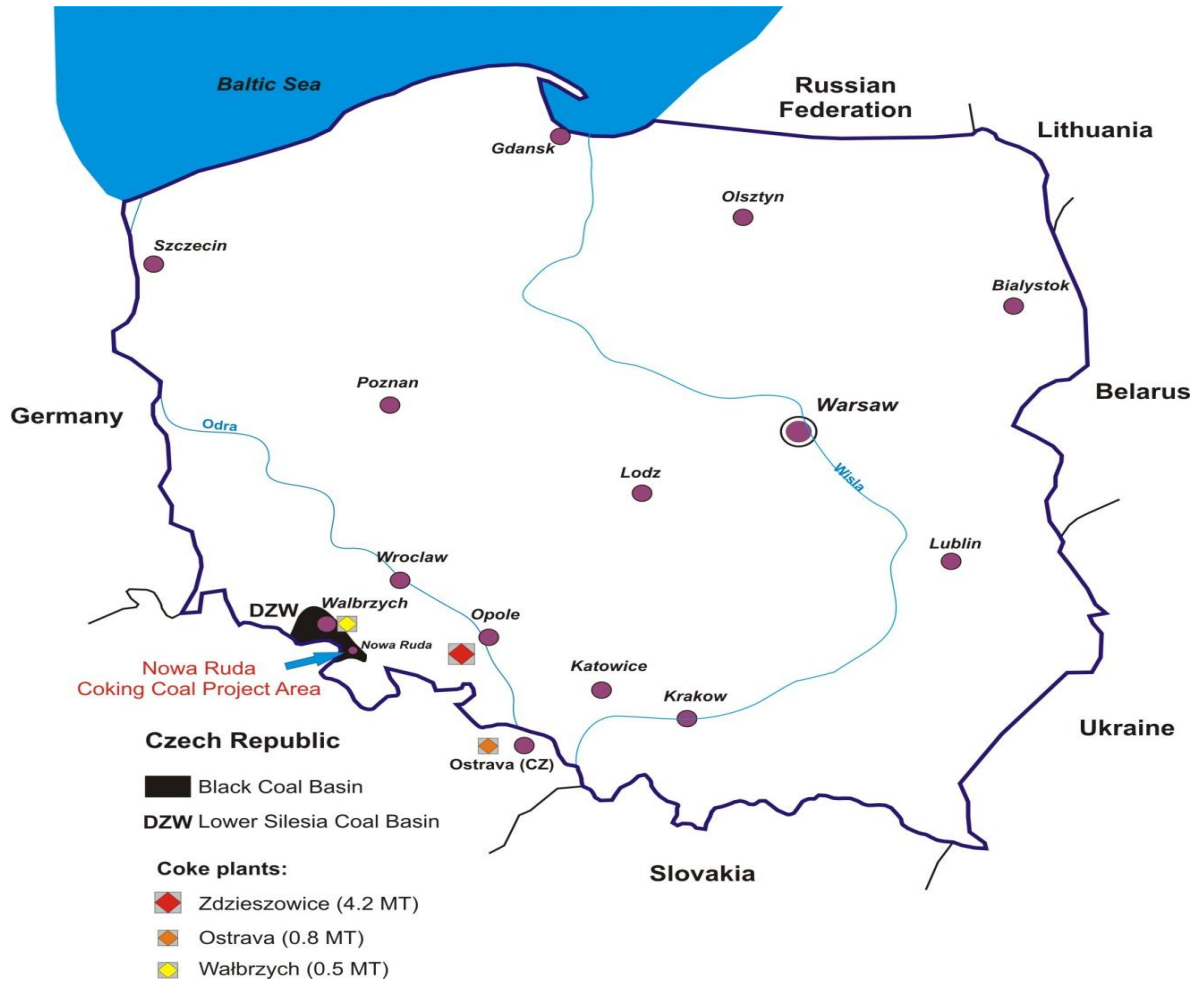 Baltic Sea
Russian
Federation
Lithuania
Gdansk
Olsztyn
Szczecin
Bialystok
Poznan
Belarus
Germany
Warsaw
Odra
Lodz
Wisla
Wroclaw
Lublin
DZW
Walbrzych
Opole
Nowa Ruda
Nowa Ruda
Coking Coal Project Area
Katowice
Krakow
Ukraine
Czech Republic
Ostrava (CZ)
Black Coal Basin
DZW Lower Silesia Coal Basin
Slovakia
Coke plants:
Zdzieszowice (4.2 MT)
Ostrava (0.8 MT)
Wałbrzych (0.5 MT)